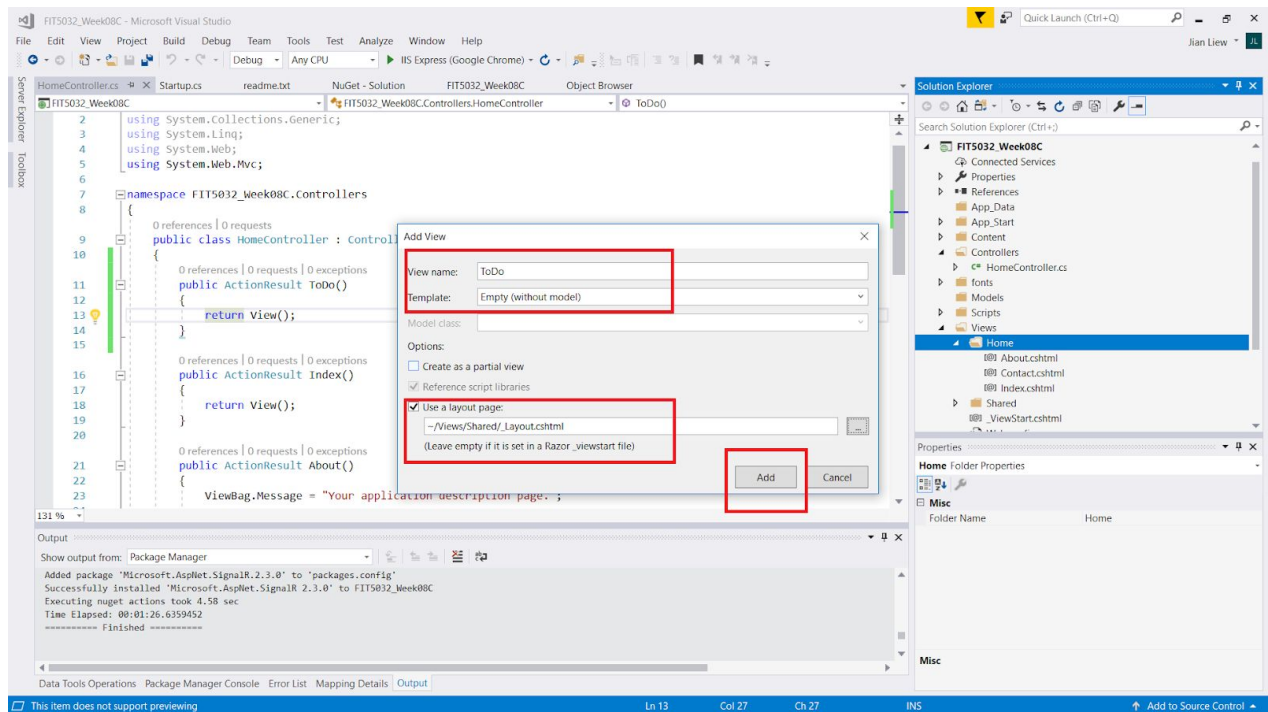 FIT5032_Week08C - Microsoft Visual Studio
Quick Launch (Ctrl+Q)
File Edit View Project Build Debug Team Tools Test Analyze Window Help
Jian Liew JL
Debug Any CPU IIS Express (Google Chrome)
Server Explorer
Toolbox
HomeController.cs Startup.cs readme.txt NuGet - Solution FIT5032_Week08C Object Browser
FIT5032_Week08C FIT5032_Week08C.Controllers.HomeController ToDo()
2 using System.Collections.Generic;
3 using System.Linq;
4 using System.Web;
5 using System.Web.Mvc;
6
7 namespace FIT5032_Week08C.Controllers
8 {
0 references | 0 requests
9 public class HomeController : Controll
10 {
0 references | 0 requests | 0 exceptions
11 public ActionResult ToDo()
12 {
13 return View();
14 }
15
0 references | 0 requests | 0 exceptions
16 public ActionResult Index()
17 {
18 return View();
19 }
20
0 references | 0 requests | 0 exceptions
21 public ActionResult About()
22 {
23 ViewBag.Message = "Your application description page.";
131 %
Add View
View name: ToDo
Template: Empty (without model)
Model class:
Options:
Create as a partial view
Reference script libraries
Use a layout page:
~/Views/Shared/_Layout.cshtml
...
(Leave empty if it is set in a Razor _viewstart file)
Add Cancel
Output
Show output from: Package Manager
Added package 'Microsoft.AspNet.SignalR.2.3.0' to 'packages.config'
Successfully installed 'Microsoft.AspNet.SignalR 2.3.0' to FIT5032_Week08C
Executing nuget actions took 4.58 sec
Time Elapsed: 00:01:26.6359452
========== Finished ==========
Data Tools Operations Package Manager Console Error List Mapping Details Output
Solution Explorer
Search Solution Explorer (Ctrl+;)
FIT5032_Week08C
Connected Services
Properties
References
App_Data
App_Start
Content
Controllers
C# HomeController.cs
fonts
Models
Scripts
Views
Home
About.cshtml
Contact.cshtml
Index.cshtml
Shared
_ViewStart.cshtml
Properties
Home Folder Properties
Misc
Folder Name Home
Misc
This item does not support previewing Ln 13 Col 27 Ch 27 INS Add to Source Control